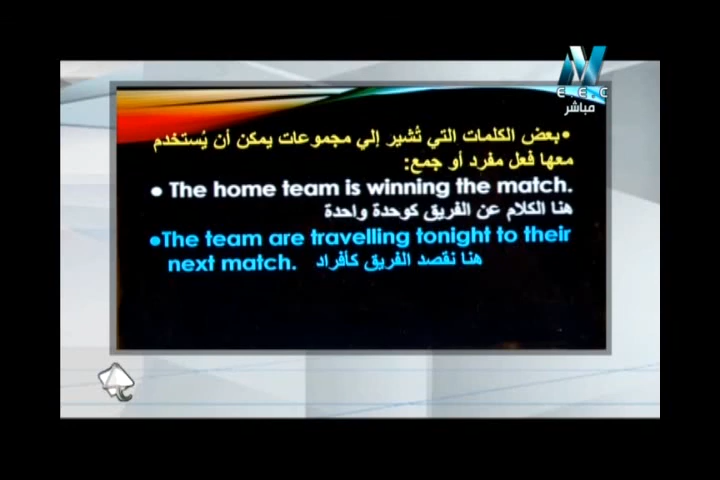 E.E.C
مباشر
•بعض الكلمات التي تُشير إلي مجموعات يمكن أن يُستخدم
معها فعل مفرد أو جمع:
• The home team is winning the match.
هنا الكلام عن الفريق كوحدة واحدة
•The team are travelling tonight to their
next match. هنا نقصد الفريق كأفراد